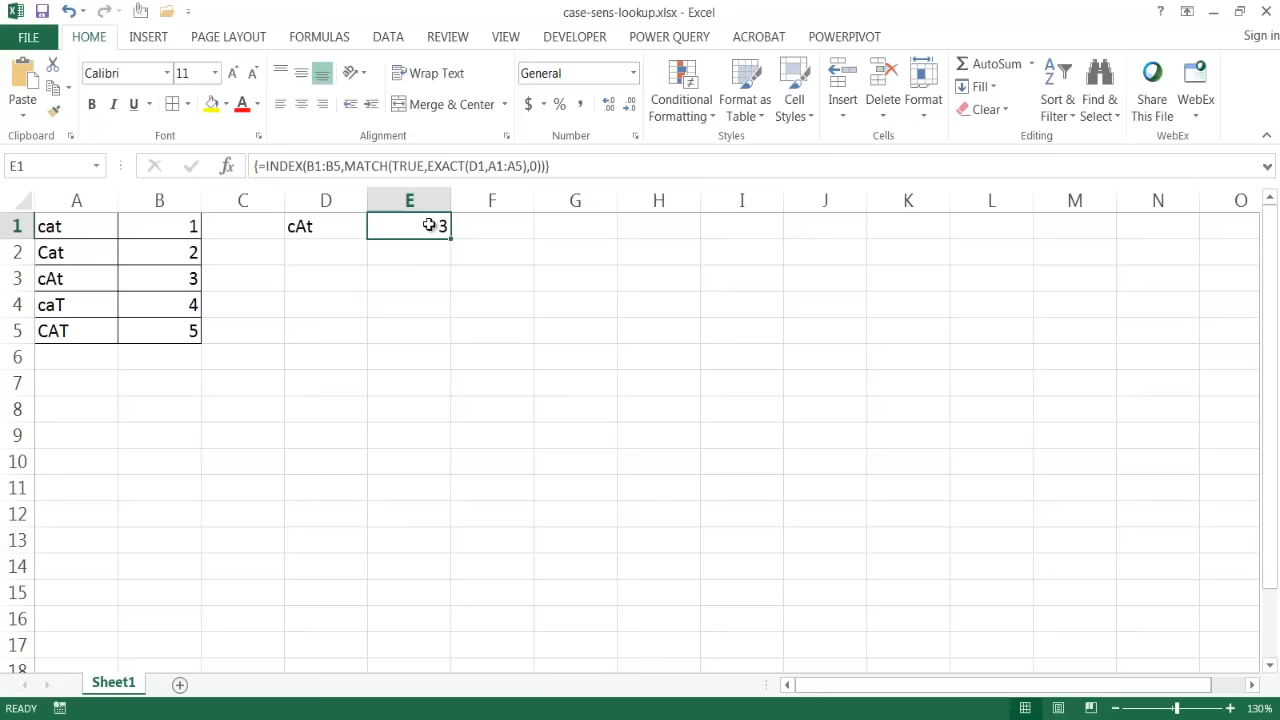 case-sens-lookup.xlsx - Excel
?
FILE HOME INSERT PAGE LAYOUT FORMULAS DATA REVIEW VIEW DEVELOPER POWER QUERY ACROBAT POWERPIVOT Sign in
Paste
Clipboard
Calibri 11
B I U A
Font
Wrap Text
Merge & Center
Alignment
General
$ % ,
Number
Conditional Formatting
Format as Table
Cell Styles
Styles
Insert Delete Format
Cells
AutoSum
Fill
Clear
Sort & Filter
Find & Select
Editing
Share This File
WebEx
WebEx
E1 fx {=INDEX(B1:B5,MATCH(TRUE,EXACT(D1,A1:A5),0))}
A B C D E F G H I J K L M N O
1 cat 1 cAt 3
2 Cat 2
3 cAt 3
4 caT 4
5 CAT 5
6
7
8
9
10
11
12
13
14
15
16
17
18
Sheet1
READY 130%